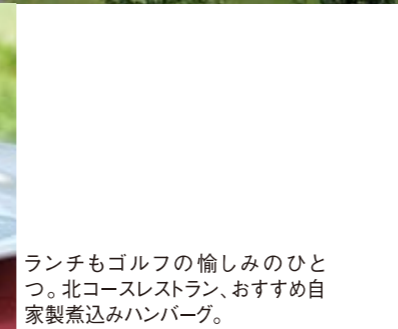 ランチもゴルフの愉しみのひと
つ。北コースレストラン、おすすめ自
家製煮込みハンバーグ。